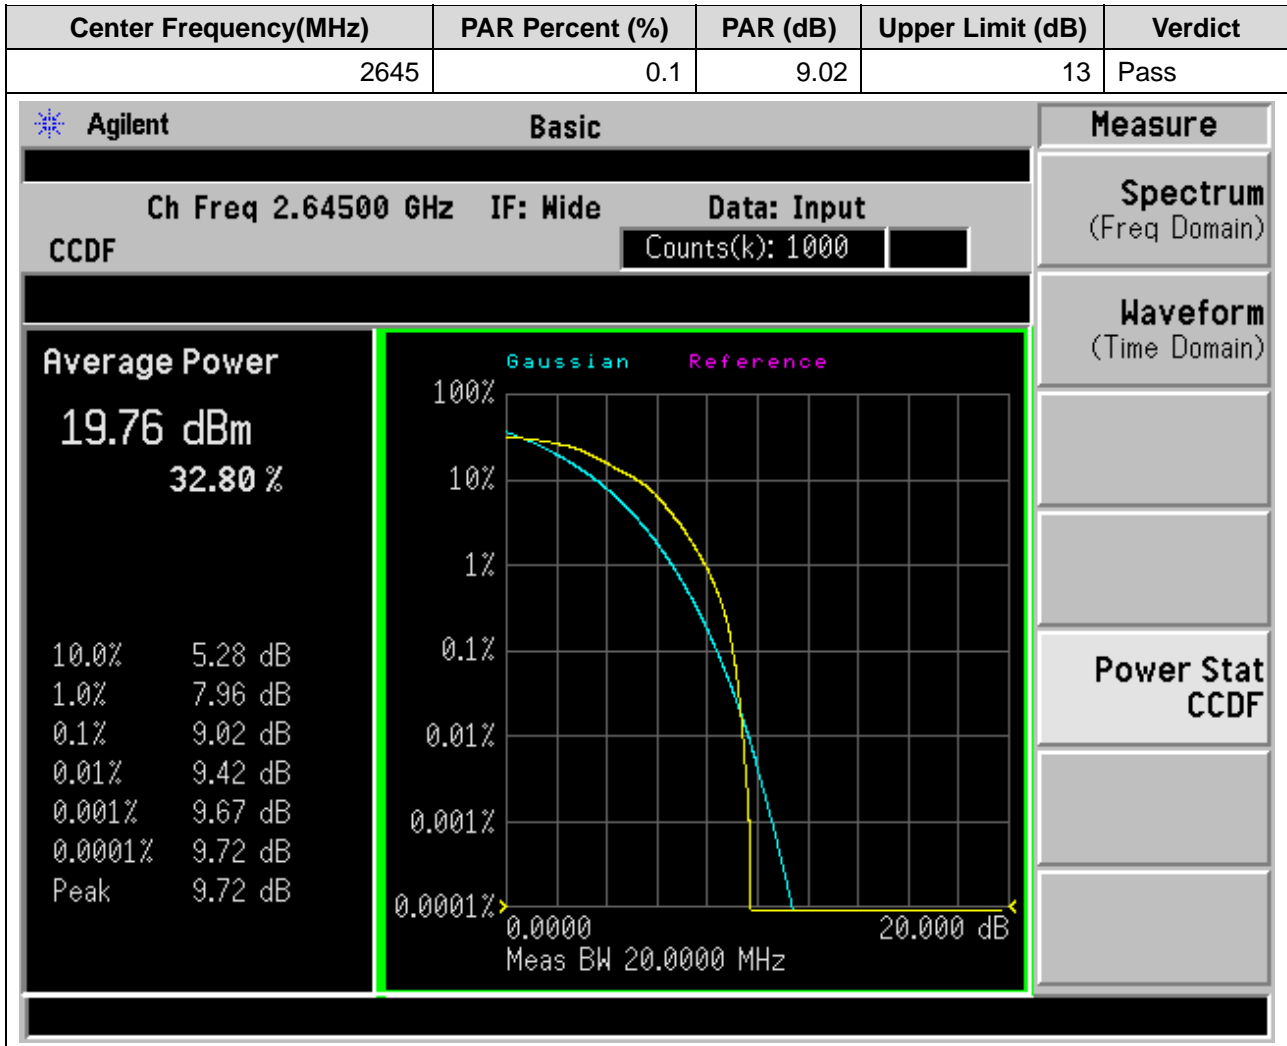 Center Frequency(MHz) PAR Percent (%) PAR (dB) Upper Limit (dB) Verdict
2645 0.1 9.02 13 Pass
Agilent Basic Measure
Ch Freq 2.64500 GHz IF: Wide Data: Input
CCDF Counts(k): 1000
Spectrum
(Freq Domain)
Waveform
(Time Domain)
Power Stat
CCDF
Average Power
19.76 dBm
32.80 %
10.0% 5.28 dB
1.0% 7.96 dB
0.1% 9.02 dB
0.01% 9.42 dB
0.001% 9.67 dB
0.0001% 9.72 dB
Peak 9.72 dB
Gaussian Reference
100%
10%
1%
0.1%
0.01%
0.001%
0.0001%
0.0000 20.000 dB
Meas BW 20.0000 MHz